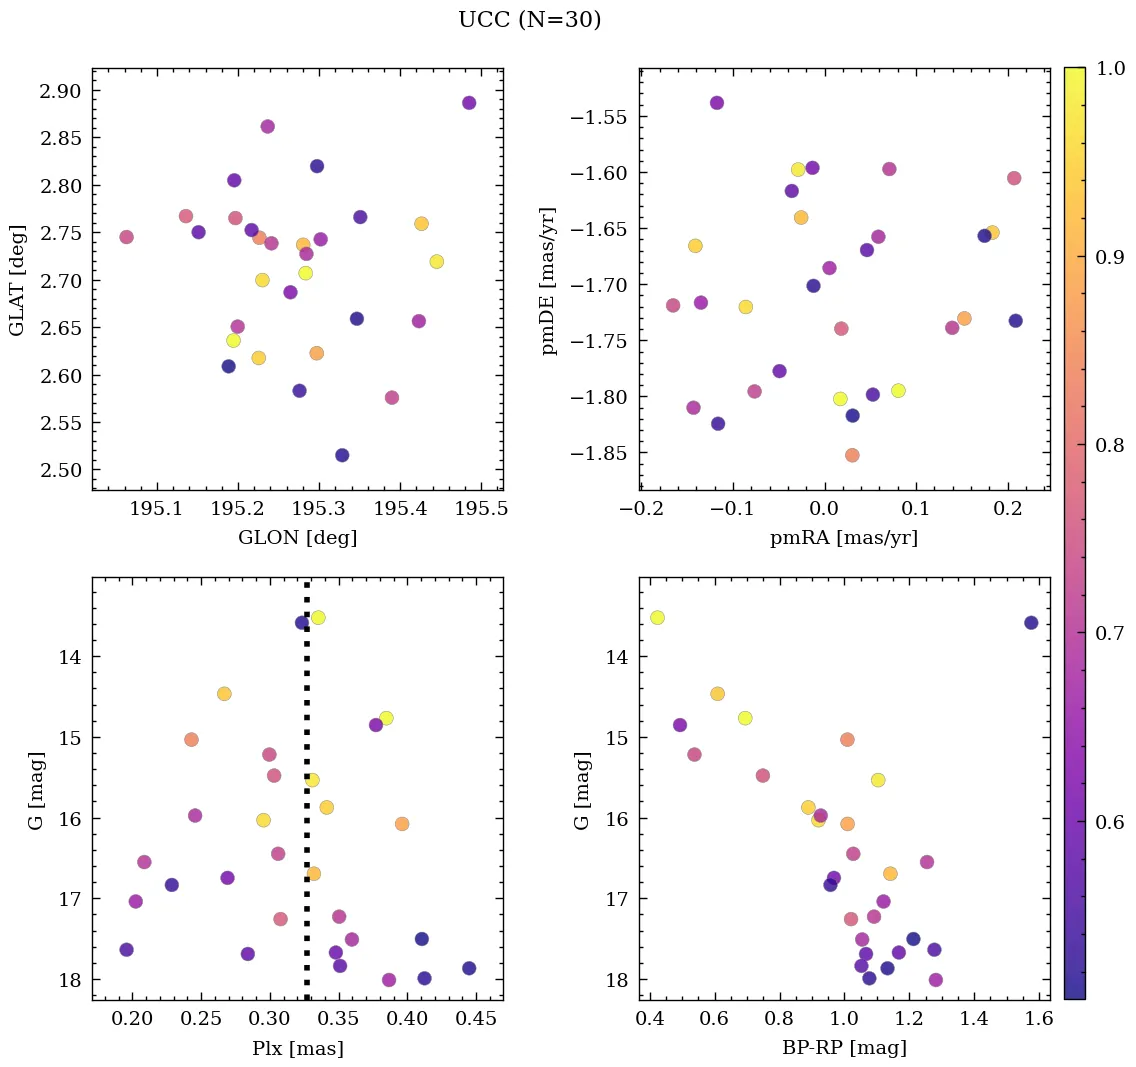 UCC (N=30)
2.90
2.85
2.80
2.75
2.70
2.65
2.60
2.55
2.50
GLAT [deg]
195.1 195.2 195.3 195.4 195.5
GLON [deg]
−1.55
−1.60
−1.65
−1.70
−1.75
−1.80
−1.85
pmDE [mas/yr]
−0.2 −0.1 0.0 0.1 0.2
pmRA [mas/yr]
14
15
16
17
18
G [mag]
0.20 0.25 0.30 0.35 0.40 0.45
Plx [mas]
14
15
16
17
18
G [mag]
0.4 0.6 0.8 1.0 1.2 1.4 1.6
BP-RP [mag]
1.0
0.9
0.8
0.7
0.6